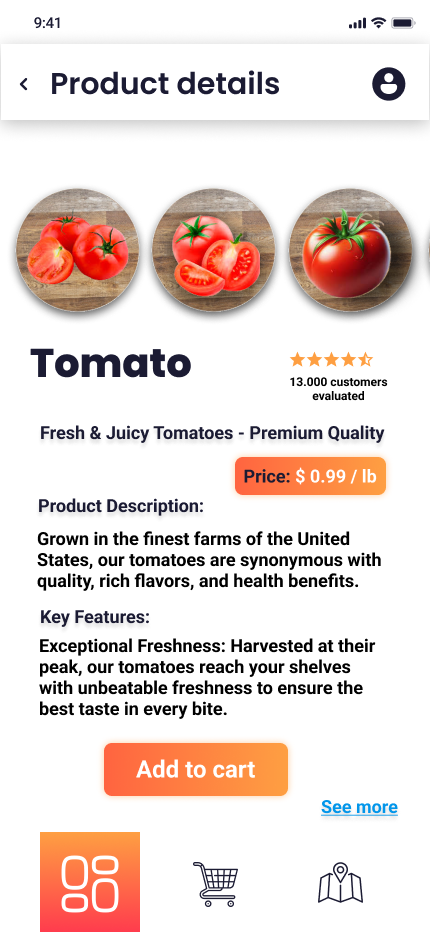 9:41
Product details
Tomato
13.000 customers
evaluated
Fresh & Juicy Tomatoes - Premium Quality
Price: $ 0.99 / lb
Product Description:
Grown in the finest farms of the United
States, our tomatoes are synonymous with
quality, rich flavors, and health benefits.
Key Features:
Exceptional Freshness: Harvested at their
peak, our tomatoes reach your shelves
with unbeatable freshness to ensure the
best taste in every bite.
Add to cart
See more